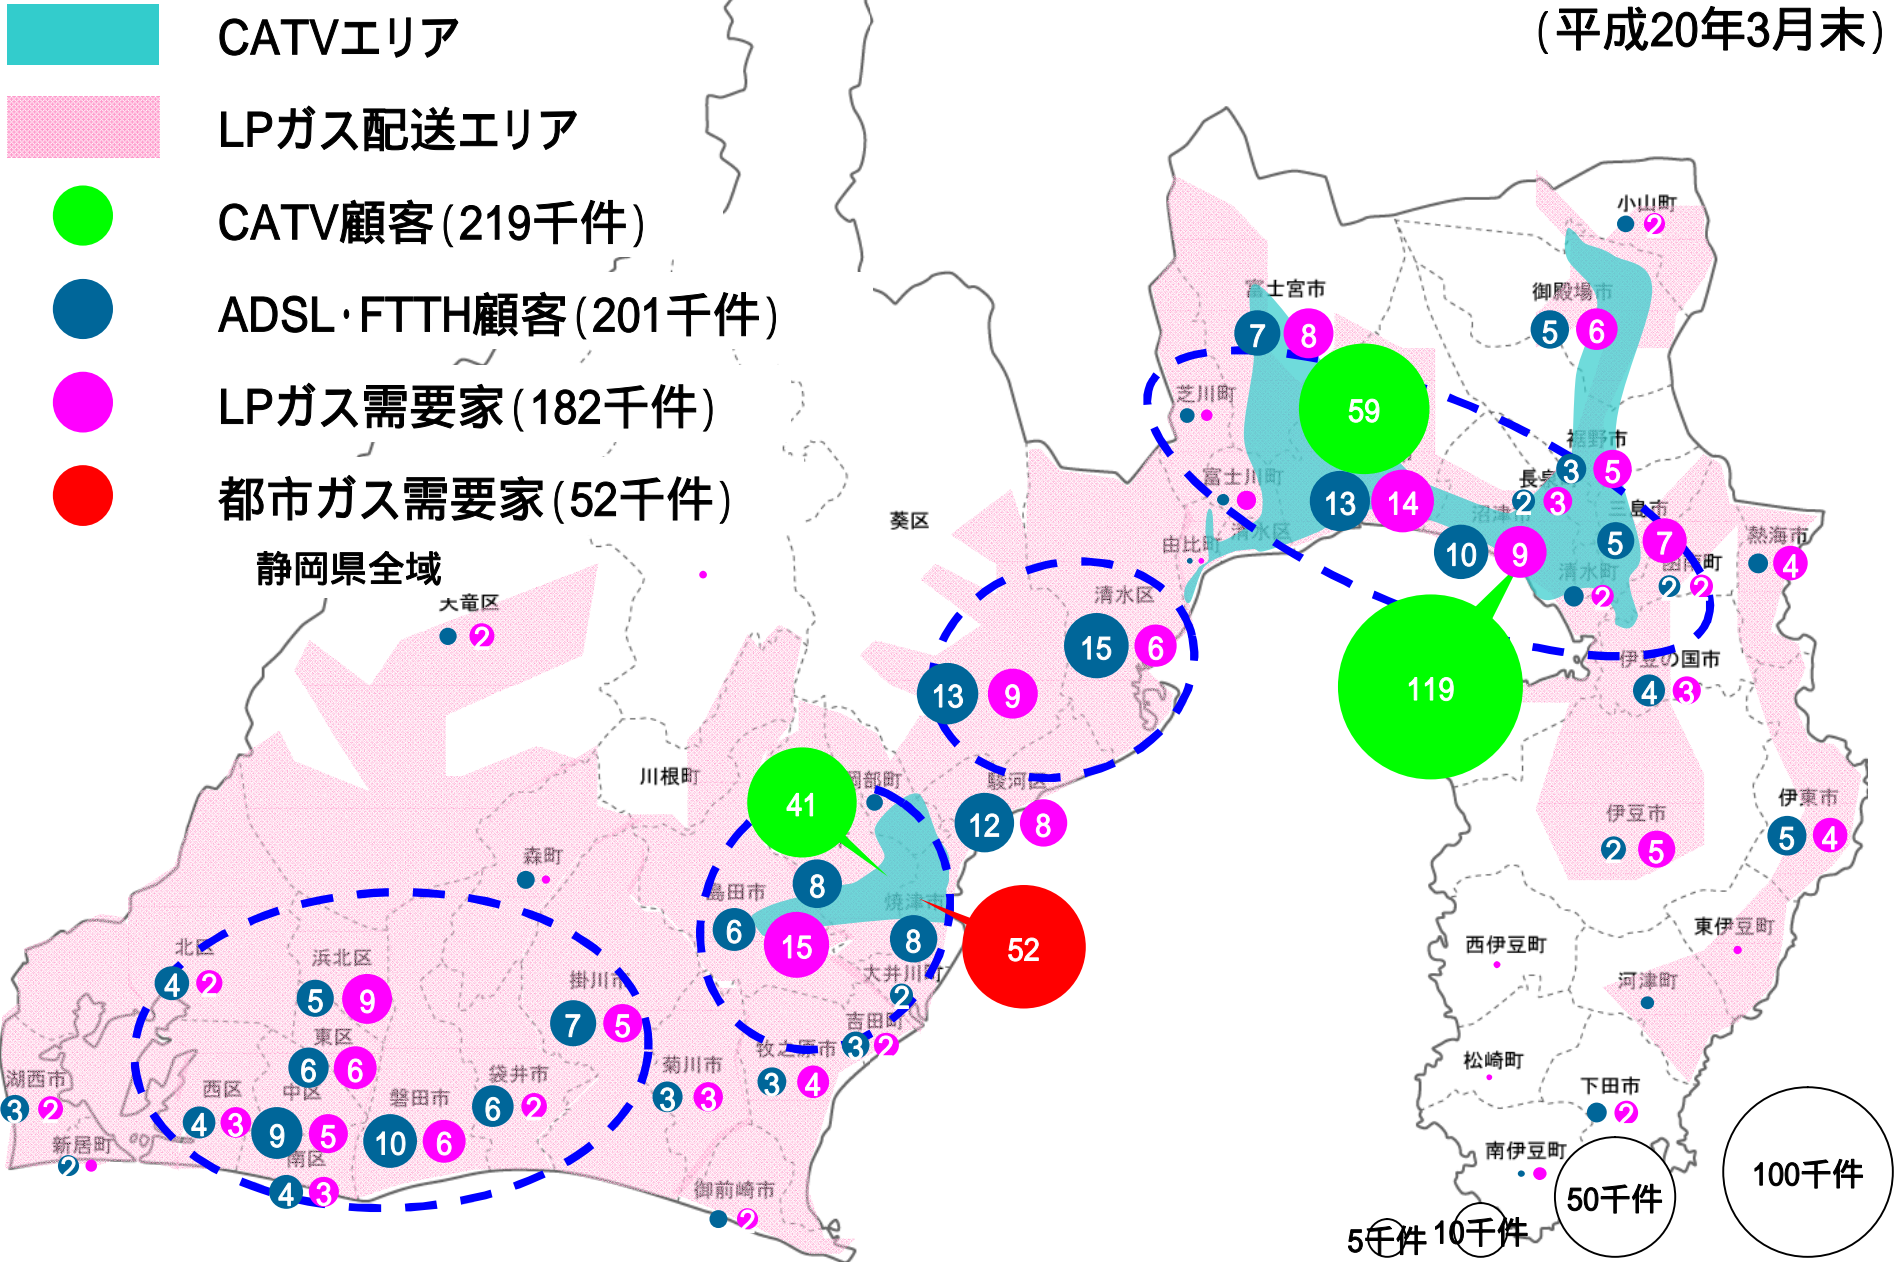 CATVエリア
(平成20年3月末)
LPガス配送エリア
CATV顧客(219千件)
ADSL・FTTH顧客(201千件)
LPガス需要家(182千件)
都市ガス需要家(52千件)
静岡県全域
小山町
2
富士宮市
7 8
御殿場市
5 6
芝川町
59
裾野市
3 5
富士川町
13 14
長泉
2 3
沼津市
10 9
三島市
5 7
熱海市
4
葵区
清水区
由比町
清水町
2
函南町
2 2
天竜区
2
清水区
15 6
13 9
119
伊豆の国市
4 3
川根町
岡部町
41
駿河区
12 8
伊豆市
2 5
伊東市
5 4
森町
島田市
8
6 15
焼津市
8
52
東伊豆町
西伊豆町
河津町
北区
4 2
浜北区
5 9
掛川市
7 5
大井川町
2
吉田町
3 2
東区
6 6
牧之原市
3 4
菊川市
3 3
湖西市
3 2
西区
4 3
中区
9 5
磐田市
10 6
袋井市
6 2
松崎町
下田市
2
新居町
2
南区
4 3
御前崎市
2
南伊豆町
5千件
10千件
50千件
100千件